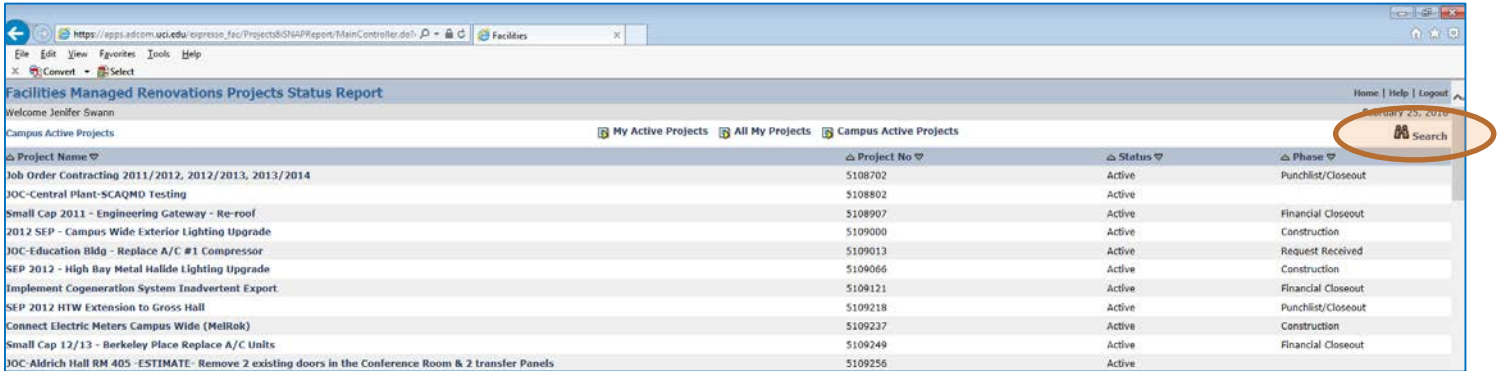 https://apps.adcom.uci.edu/expresso_fac/Projects8iSNAPReport/MainController.do? Facilities
File Edit View Favorites Tools Help
Convert Select
Facilities Managed Renovations Projects Status Report Home | Help | Logout
Welcome Jenifer Swann February 25, 2016
Campus Active Projects My Active Projects All My Projects Campus Active Projects Search
Project Name Project No Status Phase
Job Order Contracting 2011/2012, 2012/2013, 2013/2014 5108702 Active Punchlist/Closeout
JOC-Central Plant-SCAQMD Testing 5108802 Active
Small Cap 2011 - Engineering Gateway - Re-roof 5108907 Active Financial Closeout
2012 SEP - Campus Wide Exterior Lighting Upgrade 5109000 Active Construction
JOC-Education Bldg - Replace A/C #1 Compressor 5109013 Active Request Received
SEP 2012 - High Bay Metal Halide Lighting Upgrade 5109066 Active Construction
Implement Cogeneration System Inadvertent Export 5109121 Active Financial Closeout
SEP 2012 HTW Extension to Gross Hall 5109218 Active Punchlist/Closeout
Connect Electric Meters Campus Wide (MelRok) 5109237 Active Construction
Small Cap 12/13 - Berkeley Place Replace A/C Units 5109249 Active Financial Closeout
JOC-Aldrich Hall RM 405 -ESTIMATE- Remove 2 existing doors in the Conference Room & 2 transfer Panels 5109256 Active